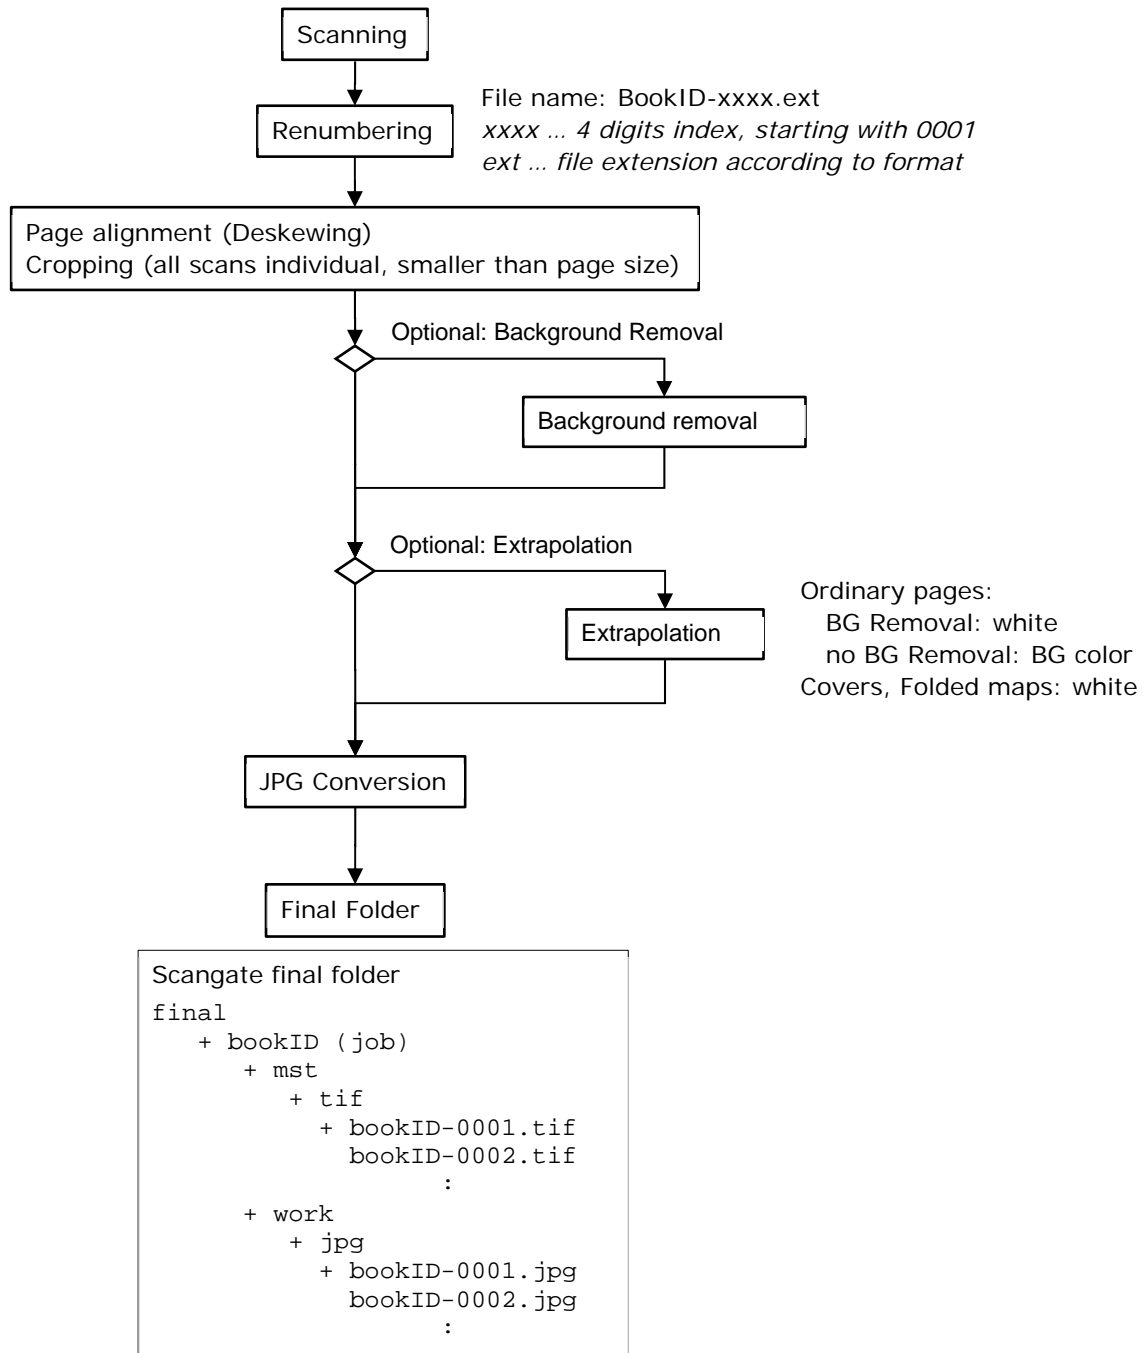 Scanning
Renumbering
File name: BookID-xxxx.ext
xxxx … 4 digits index, starting with 0001
ext … file extension according to format
Page alignment (Deskewing)
Cropping (all scans individual, smaller than page size)
Optional: Background Removal
Background removal
Optional: Extrapolation
Extrapolation
Ordinary pages:
BG Removal: white
no BG Removal: BG color
Covers, Folded maps: white
JPG Conversion
Final Folder
Scangate final folder
final
+ bookID (job)
+ mst
+ tif
+ bookID-0001.tif
bookID-0002.tif
:
+ work
+ jpg
+ bookID-0001.jpg
bookID-0002.jpg
: